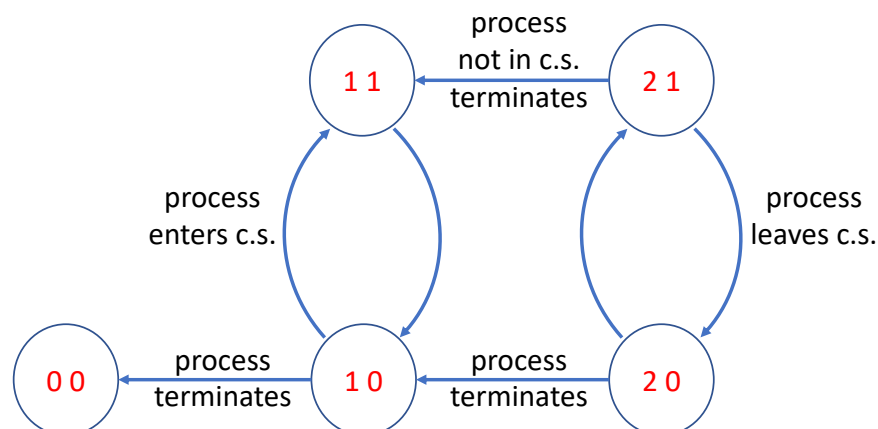 process
not in c.s.
terminates
1 1
2 1
process
enters c.s.
process
leaves c.s.
0 0
process
terminates
1 0
process
terminates
2 0